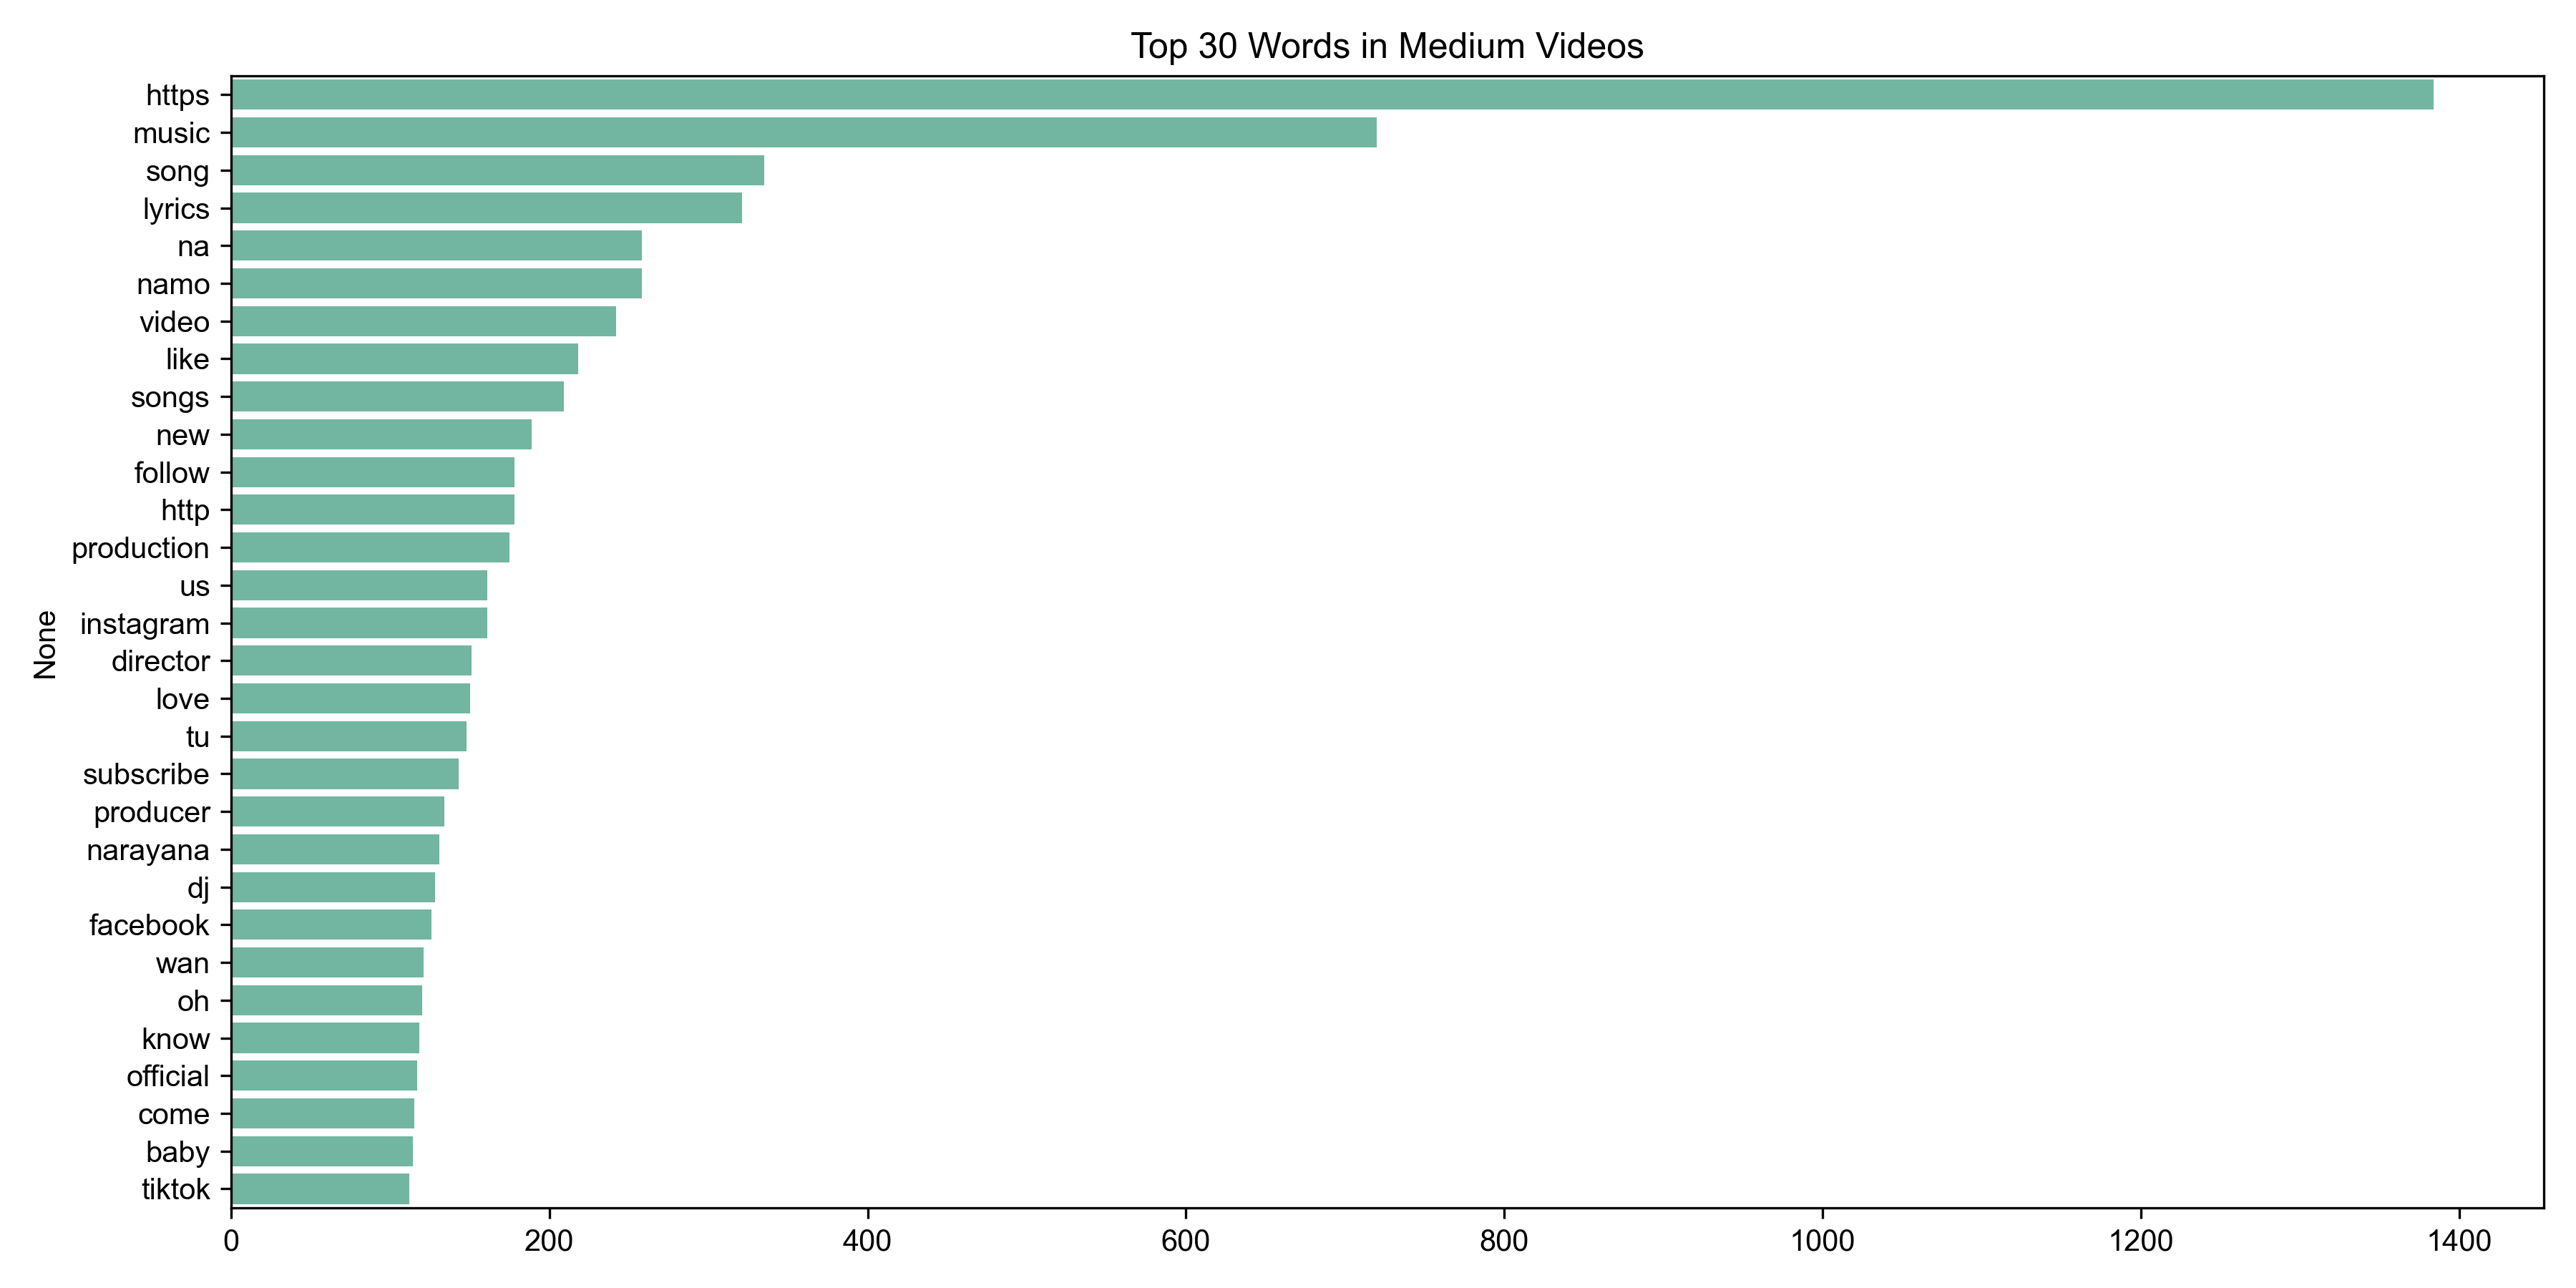 Top 30 Words in Medium Videos
https
music
song
lyrics
na
namo
video
like
songs
new
follow
http
production
us
instagram
director
love
tu
subscribe
producer
narayana
dj
facebook
wan
oh
know
official
come
baby
tiktok
None
0 200 400 600 800 1000 1200 1400